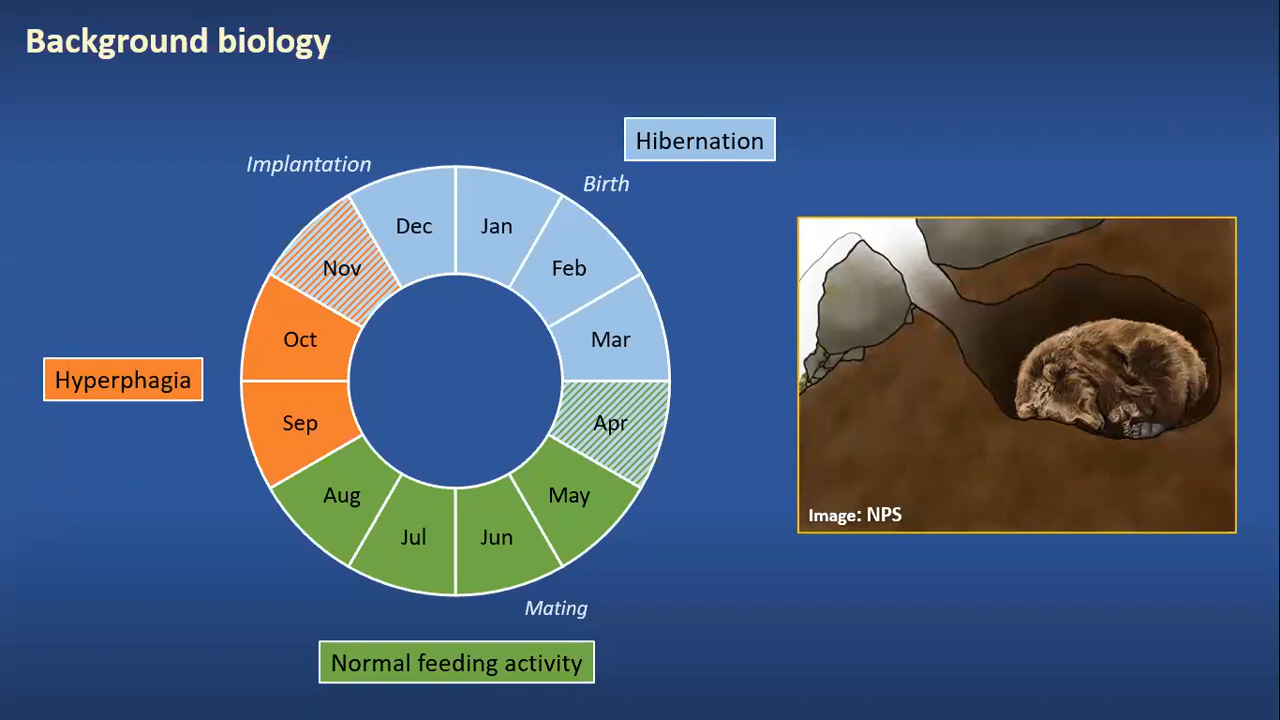 Background biology
Hibernation
Implantation
Birth
Dec
Jan
Nov
Feb
Oct
Mar
Hyperphagia
Sep
Apr
Aug
May
Jul
Jun
Image: NPS
Mating
Normal feeding activity